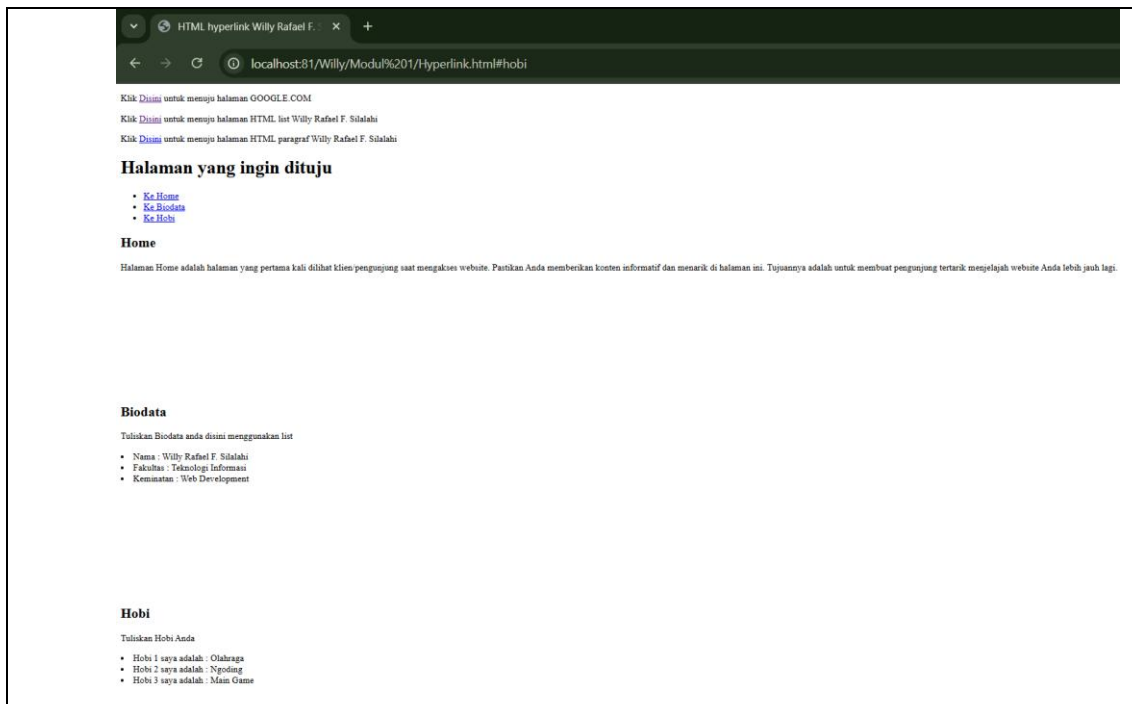 HTML hyperlink Willy Rafael F. S
localhost:81/Willy/Modul%201/Hyperlink.html#hobi
Klik Disini untuk menuju halaman GOOGLE.COM
Klik Disini untuk menuju halaman HTML list Willy Rafael F. Silalahi
Klik Disini untuk menuju halaman HTML paragraf Willy Rafael F. Silalahi
Halaman yang ingin dituju
• Ke Home
• Ke Biodata
• Ke Hobi
Home
Halaman Home adalah halaman yang pertama kali dilihat klien/pengunjung saat mengakses website. Pastikan Anda memberikan konten informatif dan menarik di halaman ini. Tujuannya adalah untuk membuat pengunjung tertarik menjelajah website Anda lebih jauh lagi.
Biodata
Tuliskan Biodata anda disini menggunakan list
• Nama : Willy Rafael F. Silalahi
• Fakultas : Teknologi Informasi
• Keminatan : Web Development
Hobi
Tuliskan Hobi Anda
• Hobi 1 saya adalah : Olahraga
• Hobi 2 saya adalah : Ngoding
• Hobi 3 saya adalah : Main Game